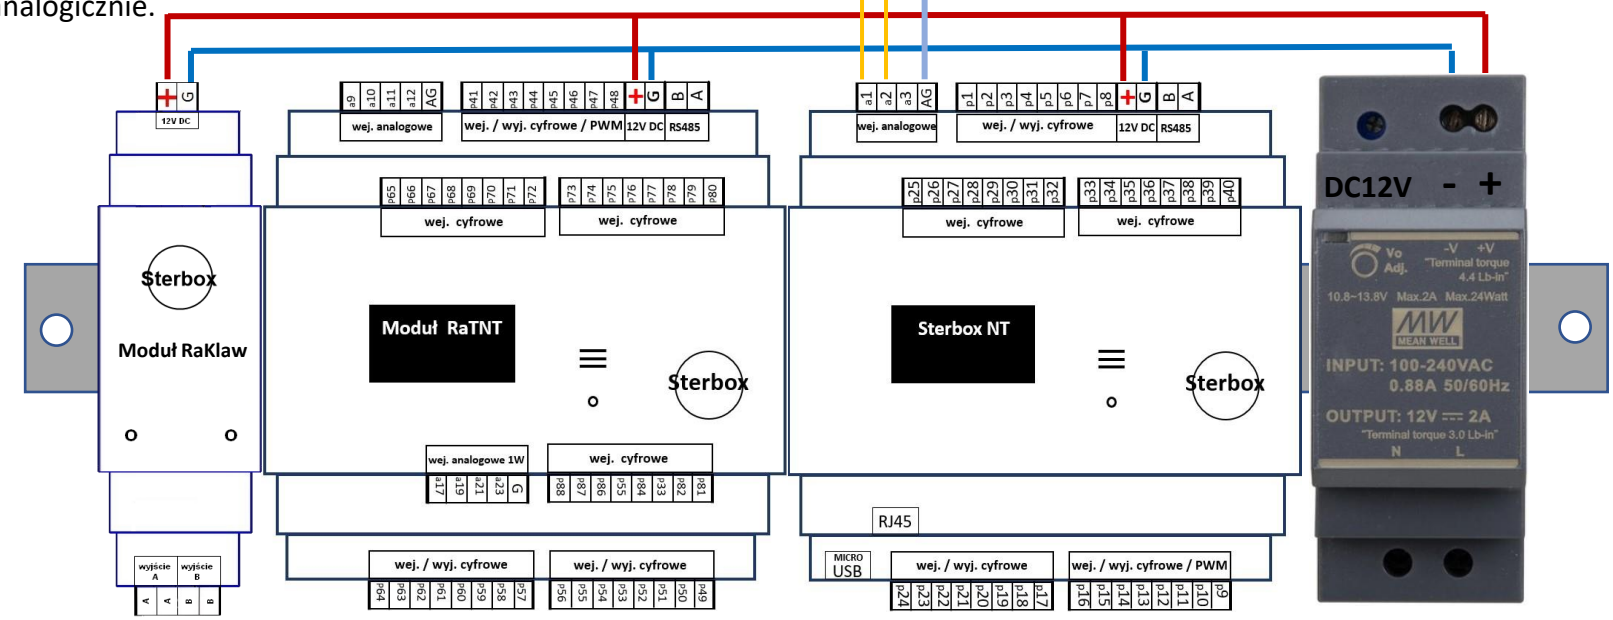 analogicznie.
+ G
12V DC
a9 a10 a11 a12 AG
wej. analogowe
p41 p42 p43 p44 p45 p46 p47 p48 + G B A
wej. / wyj. cyfrowe / PWM 12V DC RS485
a1 a2 a3 AG
wej. analogowe
p1 p2 p3 p4 p5 p6 p7 p8 + G B A
wej. / wyj. cyfrowe 12V DC RS485
p65 p66 p67 p68 p69 p70 p71 p72
wej. cyfrowe
p73 p74 p75 p76 p77 p78 p79 p80
wej. cyfrowe
p25 p26 p27 p28 p29 p30 p31 p32
wej. cyfrowe
p33 p34 p35 p36 p37 p38 p39 p40
wej. cyfrowe
DC12V - +
Sterbox
Moduł RaKlaw
Moduł RaTNT
Sterbox
Sterbox NT
Sterbox
Vo
Adj.
-V +V
"Terminal torque
4.4 Lb-in"
10.8~13.8V Max.2A Max.24Watt
MW
MEAN WELL
INPUT: 100-240VAC
0.88A 50/60Hz
OUTPUT: 12V 2A
"Terminal torque 3.0 Lb-in"
N L
wej. analogowe 1W
a17 a19 a21 a23 G
wej. cyfrowe
p88 p87 p86 p55 p84 p33 p82 p81
RJ45
MICRO
USB
wyjście
A
wyjście
B
A A B B
wej. / wyj. cyfrowe
p64 p63 p62 p61 p60 p59 p58 p57
wej. / wyj. cyfrowe
p56 p55 p54 p53 p52 p51 p50 p49
wej. / wyj. cyfrowe
p24 p23 p22 p21 p20 p19 p18 p17
wej. / wyj. cyfrowe / PWM
p16 p15 p14 p13 p12 p11 p10 p9